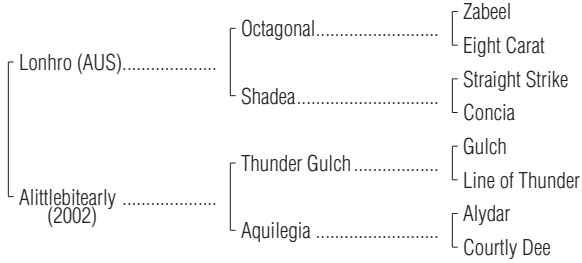 Zabeel
Octagonal
Eight Carat
Lonhro (AUS)
Straight Strike
Shadea
Concia
Gulch
Thunder Gulch
Line of Thunder
Alittlebitearly
(2002)
Alydar
Aquilegia
Courtly Dee